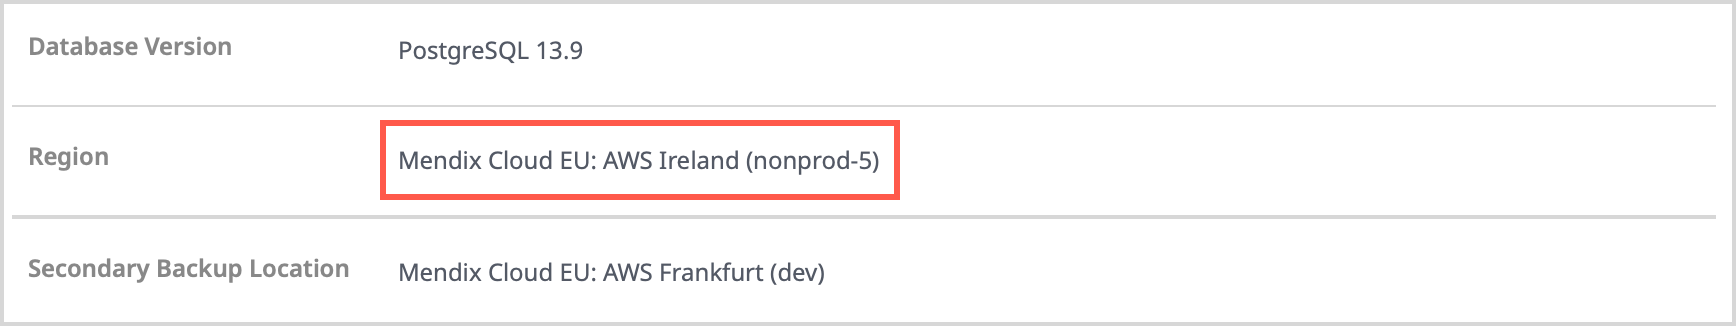 Database Version PostgreSQL 13.9
Region Mendix Cloud EU: AWS Ireland (nonprod-5)
Secondary Backup Location Mendix Cloud EU: AWS Frankfurt (dev)